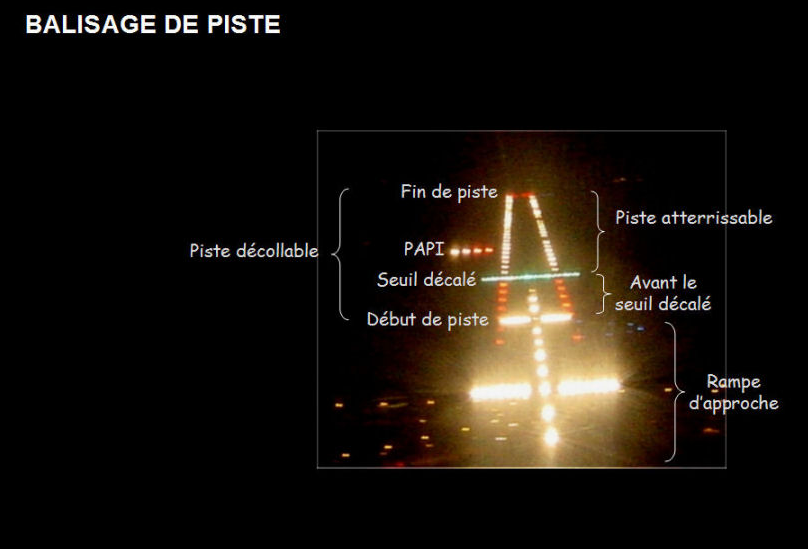 BALISAGE DE PISTE
Fin de piste
Piste atterrissable
Piste décollable
PAPI
Seuil décalé
Avant le
seuil décalé
Début de piste
Rampe
d'approche